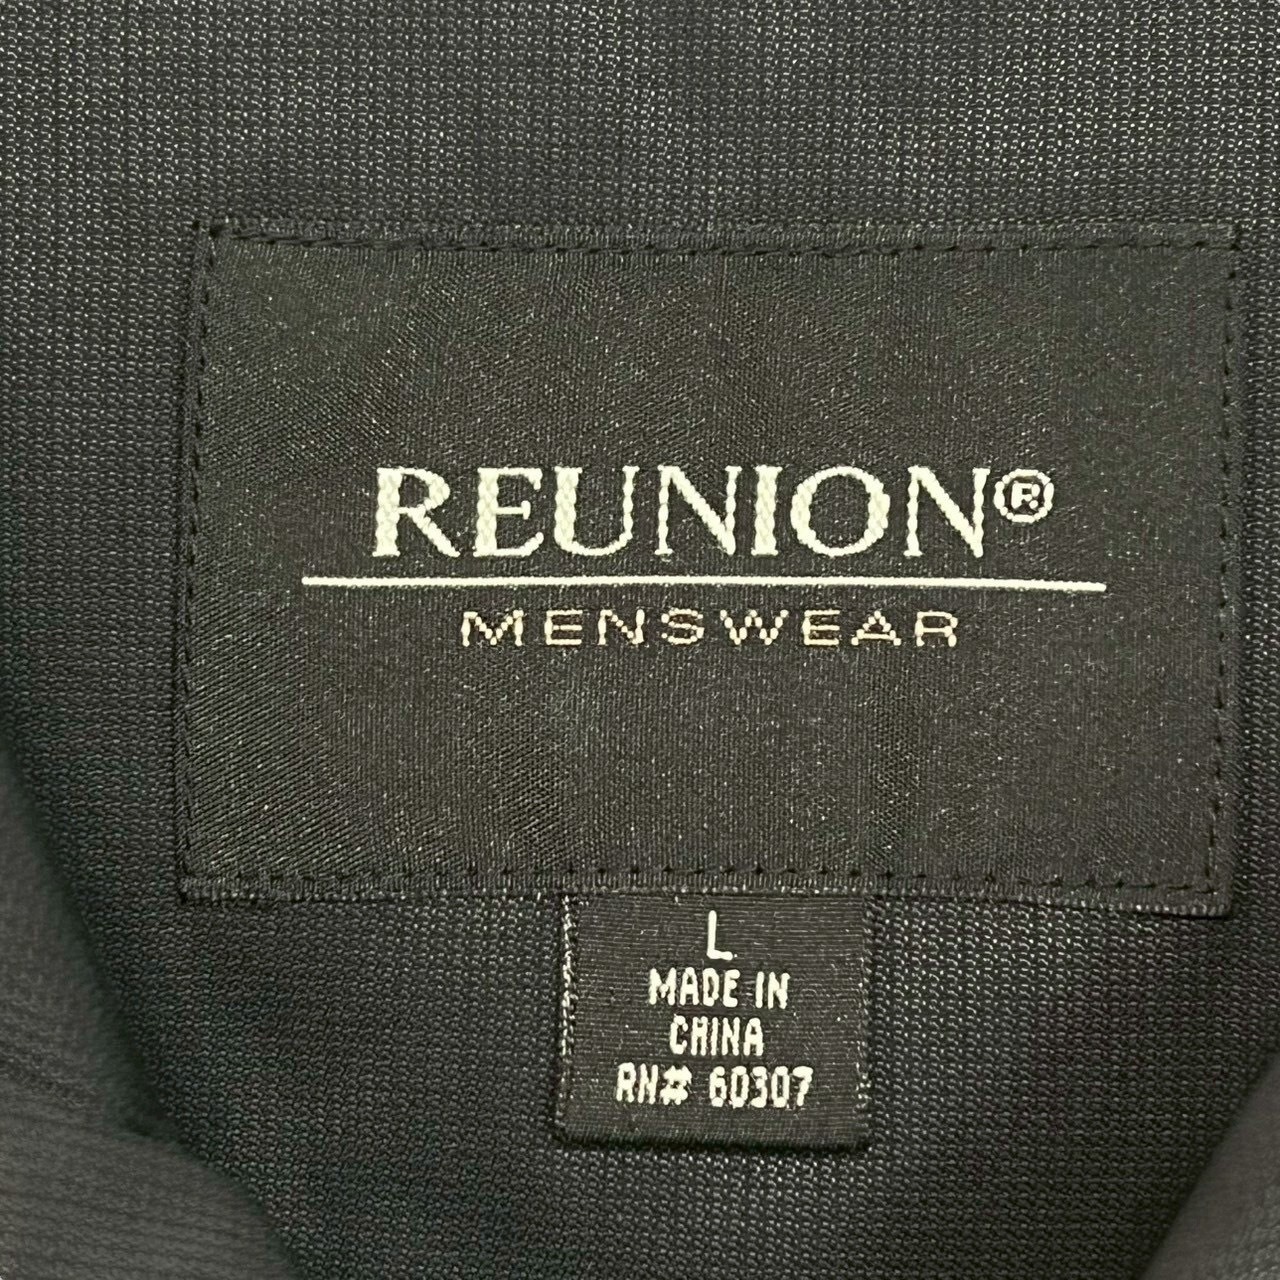 REUNION®
MENSWEAR
L
MADE IN
CHINA
RN# 60307